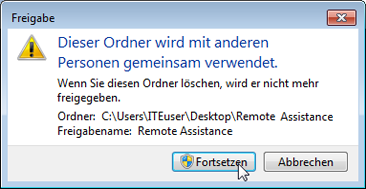 Freigabe
Dieser Ordner wird mit anderen
Personen gemeinsam verwendet.
Wenn Sie diesen Ordner löschen, wird er nicht mehr
freigegeben.
Ordner: C:\Users\ITEuser\Desktop\Remote Assistance
Freigabename: Remote Assistance
Fortsetzen Abbrechen